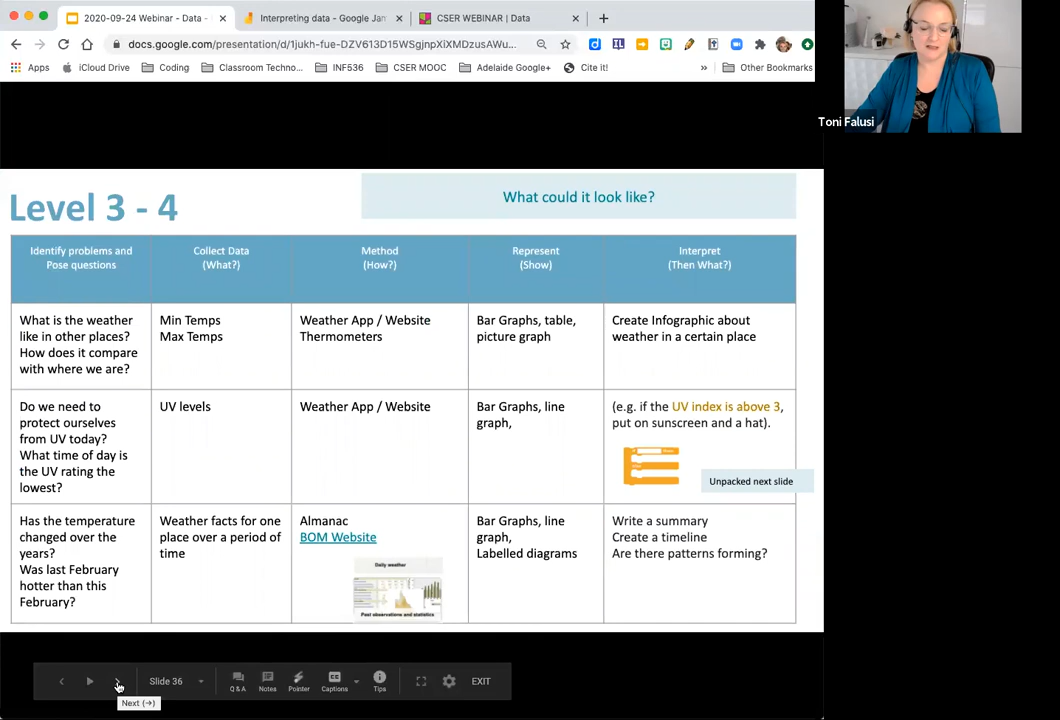 2020-09-24 Webinar - Data -
Interpreting data - Google Jam
CSER WEBINAR | Data
docs.google.com/presentation/d/1jukh-fue-DZV613D15WSgjnpXiXMDzusAWu...
Apps
iCloud Drive
Coding
Classroom Techno...
INF536
CSER MOOC
Adelaide Google+
Cite it!
»
Other Bookmarks
Toni Falusi
Level 3 - 4
What could it look like?
Identify problems and
Pose questions
Collect Data
(What?)
Method
(How?)
Represent
(Show)
Interpret
(Then What?)
What is the weather
like in other places?
How does it compare
with where we are?
Min Temps
Max Temps
Weather App / Website
Thermometers
Bar Graphs, table,
picture graph
Create Infographic about
weather in a certain place
Do we need to
protect ourselves
from UV today?
What time of day is
the UV rating the
lowest?
UV levels
Weather App / Website
Bar Graphs, line
graph,
(e.g. if the UV index is above 3,
put on sunscreen and a hat).
Unpacked next slide
Has the temperature
changed over the
years?
Was last February
hotter than this
February?
Weather facts for one
place over a period of
time
Almanac
BOM Website
Daily weather
Past observations and statistics
Bar Graphs, line
graph,
Labelled diagrams
Write a summary
Create a timeline
Are there patterns forming?
Slide 36
Q & A
Notes
Pointer
Captions
Tips
EXIT
Next (→)